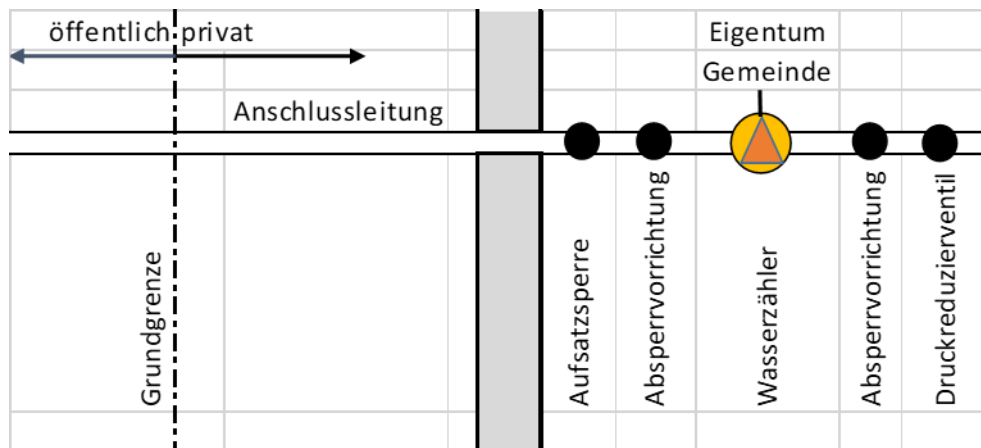 öffentlich privat
Eigentum
Gemeinde
Anschlussleitung
Grundgrenze
Aufsatzsperre
Absperrvorrichtung
Wasserzähler
Absperrvorrichtung
Druckreduzierventil